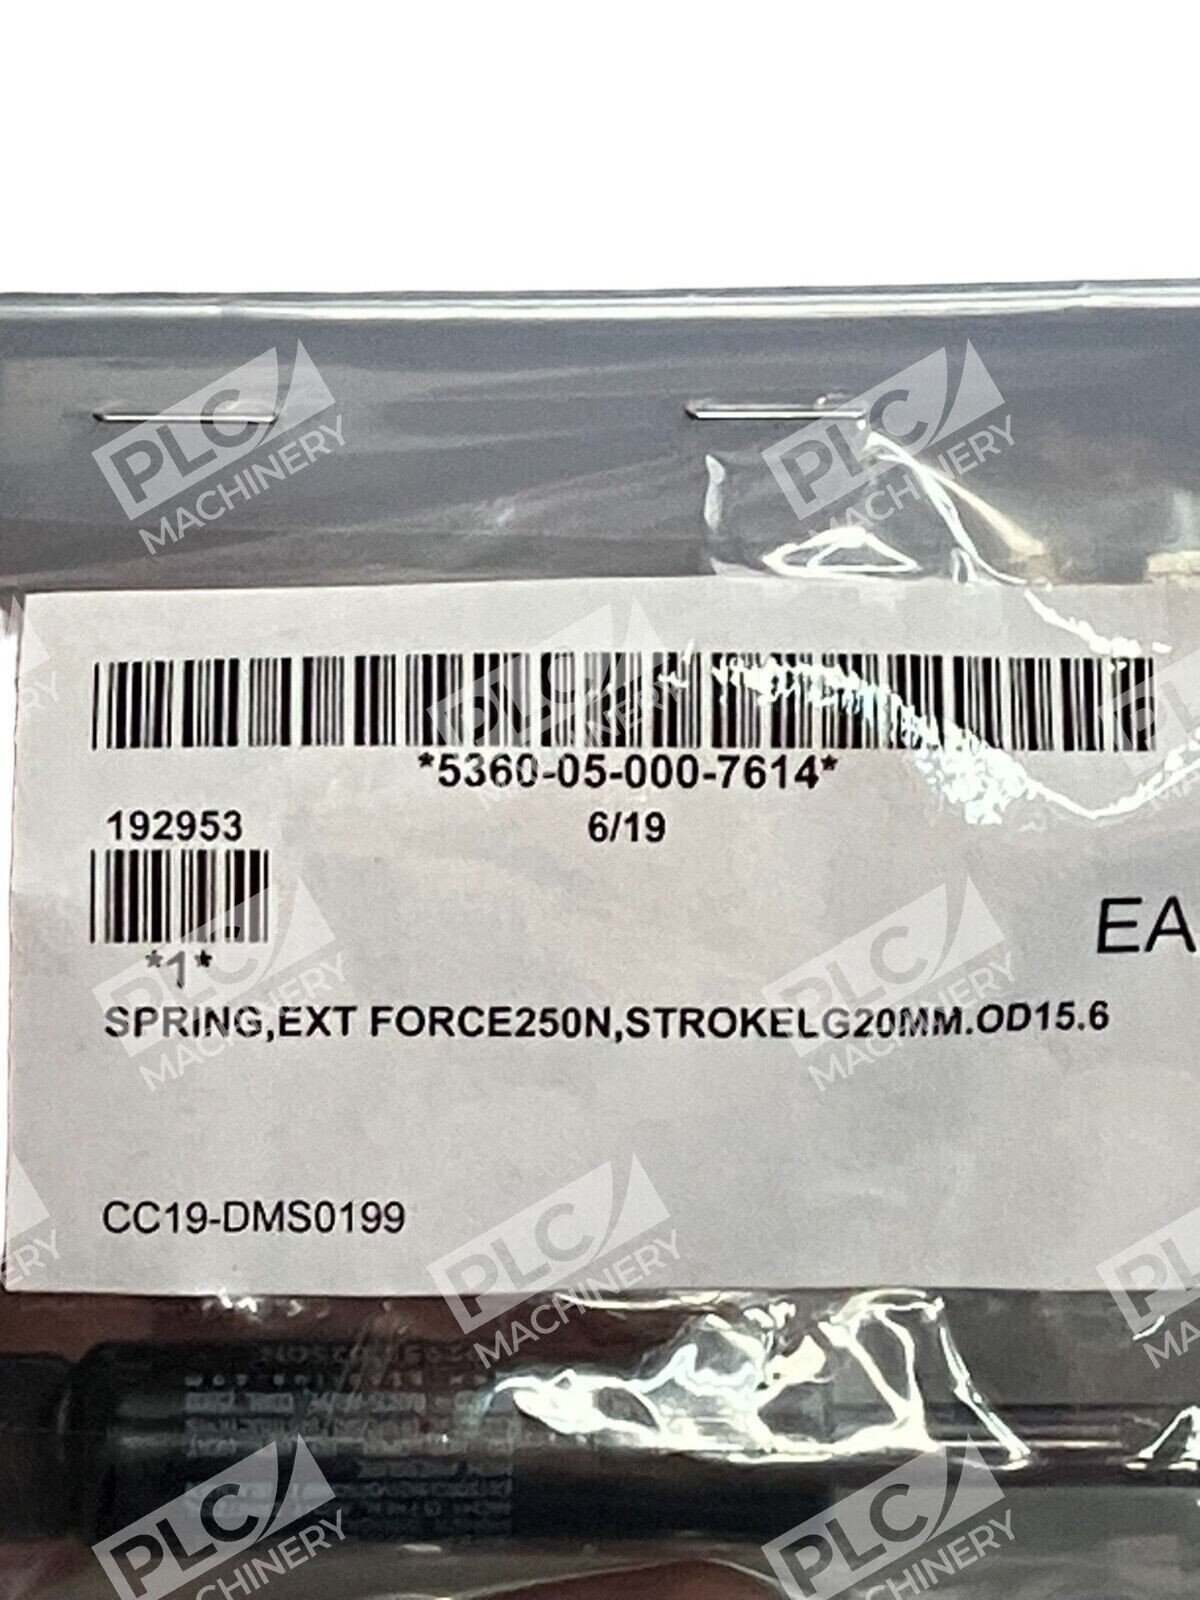 *5360-05-000-7614*
192953
6/19
*1*
EA
SPRING,EXT FORCE250N,STROKELG20MM.OD15.6
CC19-DMS0199
PLC
MACHINERY